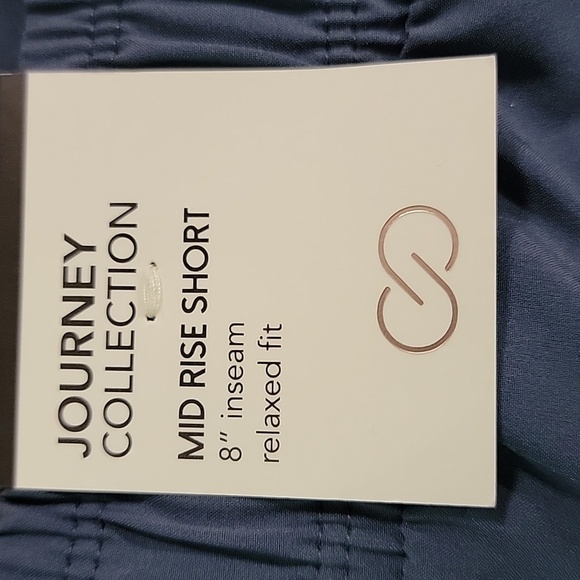 JOURNEY
COLLECTION
MID RISE SHORT
8" inseam
relaxed fit